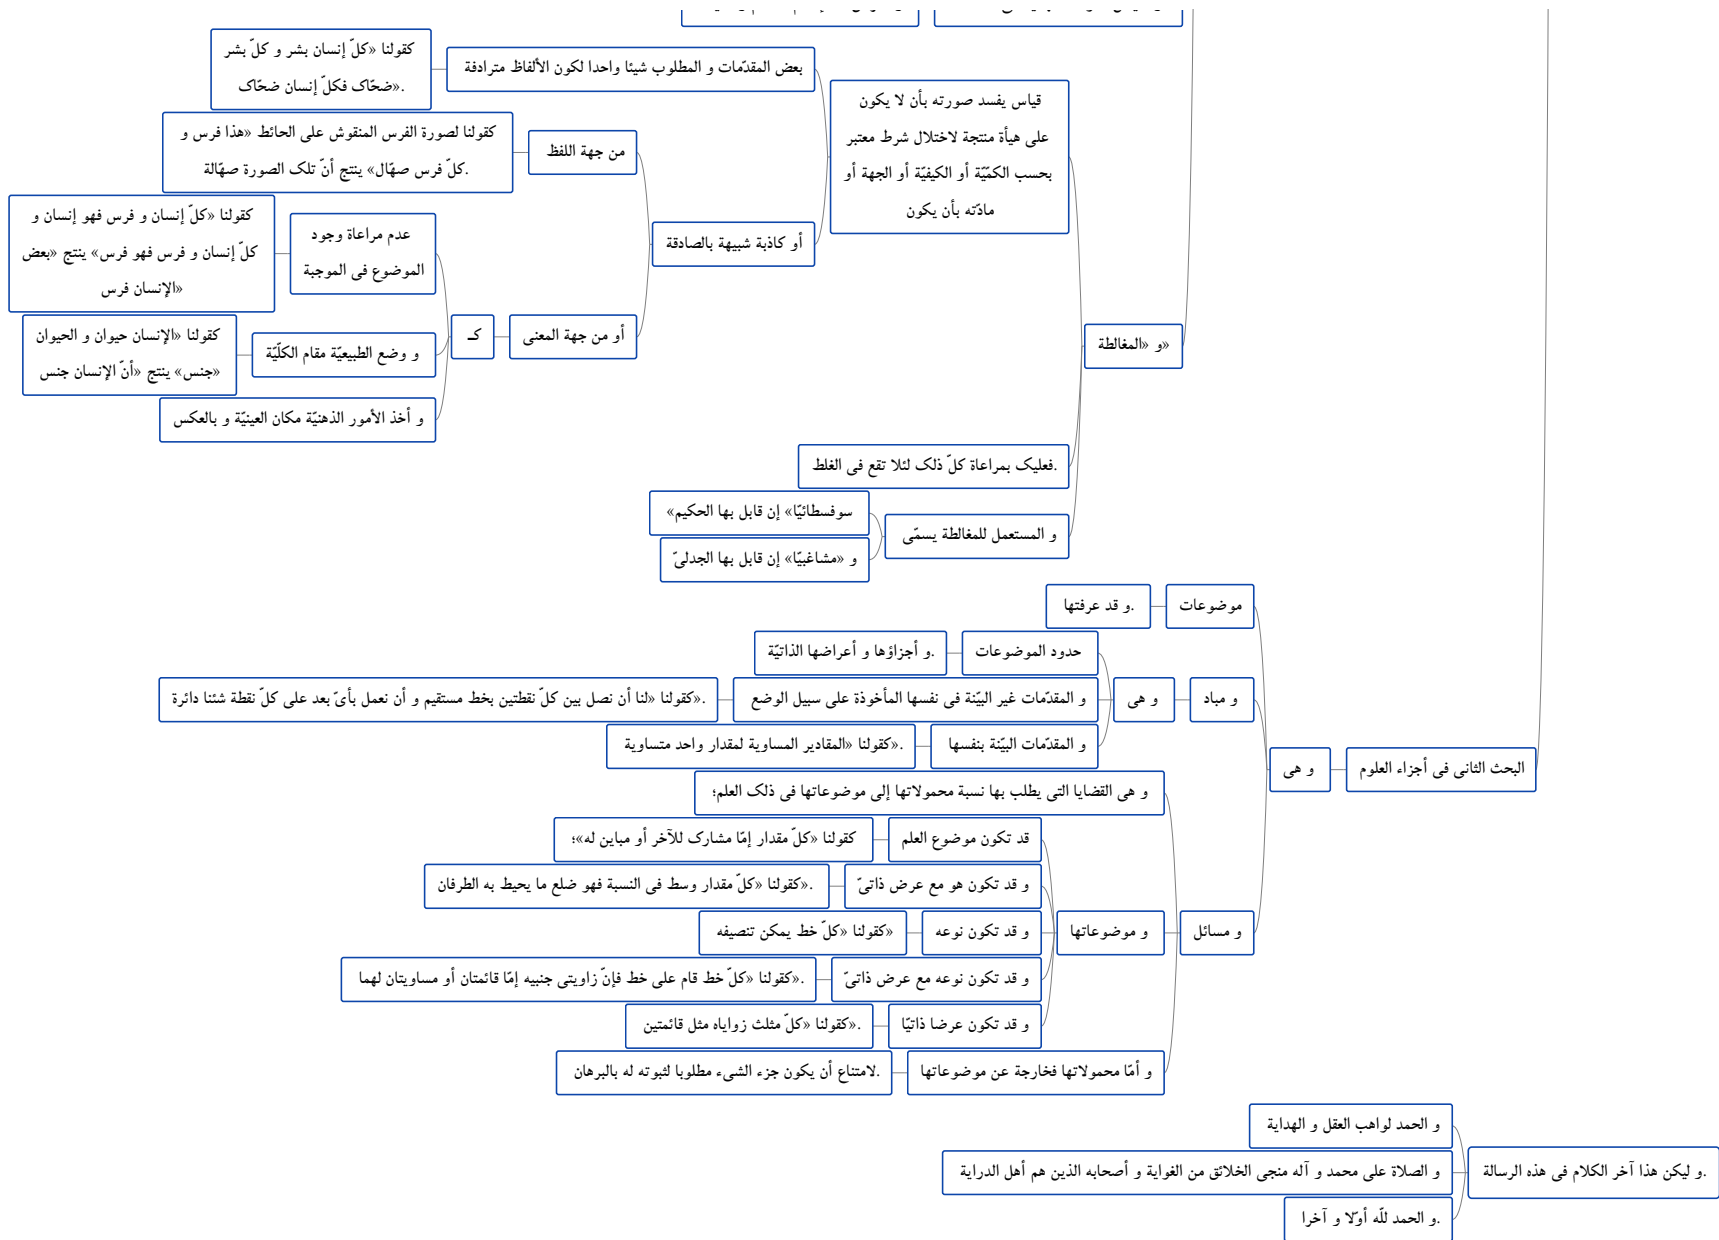 «و «المغالطة
قياس يفسد صورته بأن لا يكون
على هيأة منتجة لاختلال شرط معتبر
بحسب الكمّيّة أو الكيفيّة أو الجهة أو
مادّته بأن يكون
بعض المقدّمات و المطلوب شيئا واحدا لكون الألفاظ مترادفة
كقولنا «كلّ إنسان بشر و كلّ بشر
ضحّاک فكلّ إنسان ضحّاک».
أو كاذبة شبيهة بالصادقة
من جهة اللفظ
كقولنا لصورة الفرس المنقوش على الحائط «هذا فرس و
كلّ فرس صهّال» ينتج أنّ تلک الصورة صهّالة.
أو من جهة المعنى
كـ
عدم مراعاة وجود
الموضوع فى الموجبة
كقولنا «كلّ إنسان و فرس فهو إنسان و
كلّ إنسان و فرس فهو فرس» ينتج «بعض
الإنسان فرس»
و وضع الطبيعيّة مقام الكلّيّة
كقولنا «الإنسان حيوان و الحيوان
جنس» ينتج «أنّ الإنسان جنس»
و أخذ الأمور الذهنيّة مكان العينيّة و بالعكس
فعليک بمراعاة كلّ ذلک لئلا تقع فى الغلط.
و المستعمل للمغالطة يسمّى
«سوفسطائيّا» إن قابل بها الحكيم
و «مشاغبيّا» إن قابل بها الجدلىّ
البحث الثانى فى أجزاء العلوم
و هى
موضوعات
و قد عرفتها.
و مباد
و هى
حدود الموضوعات
و أجزاؤها و أعراضها الذاتيّة.
و المقدّمات غير البيّنة فى نفسها المأخوذة على سبيل الوضع
كقولنا «لنا أن نصل بين كلّ نقطتين بخط مستقيم و أن نعمل بأىّ بعد على كلّ نقطة شئنا دائرة».
و المقدّمات البيّنة بنفسها
كقولنا «المقادير المساوية لمقدار واحد متساوية».
و مسائل
و هى القضايا التى يطلب بها نسبة محمولاتها إلى موضوعاتها فى ذلک العلم؛
و موضوعاتها
قد تكون موضوع العلم
كقولنا «كلّ مقدار إمّا مشارک للآخر أو مباين له»؛
و قد تكون هو مع عرض ذاتىّ
كقولنا «كلّ مقدار وسط فى النسبة فهو ضلع ما يحيط به الطرفان».
و قد تكون نوعه
كقولنا «كلّ خط يمكن تنصيفه»
و قد تكون نوعه مع عرض ذاتىّ
كقولنا «كلّ خط قام على خط فإنّ زاويتى جنبيه إمّا قائمتان أو مساويتان لهما».
و قد تكون عرضا ذاتيّا
كقولنا «كلّ مثلث زواياه مثل قائمتين».
و أمّا محمولاتها فخارجة عن موضوعاتها
لامتناع أن يكون جزء الشىء مطلوبا لثبوته له بالبرهان.
و ليكن هذا آخر الكلام فى هذه الرسالة.
و الحمد لواهب العقل و الهداية
و الصلاة على محمد و آله منجى الخلائق من الغواية و أصحابه الذين هم أهل الدراية
و الحمد للّه أوّلا و آخرا.